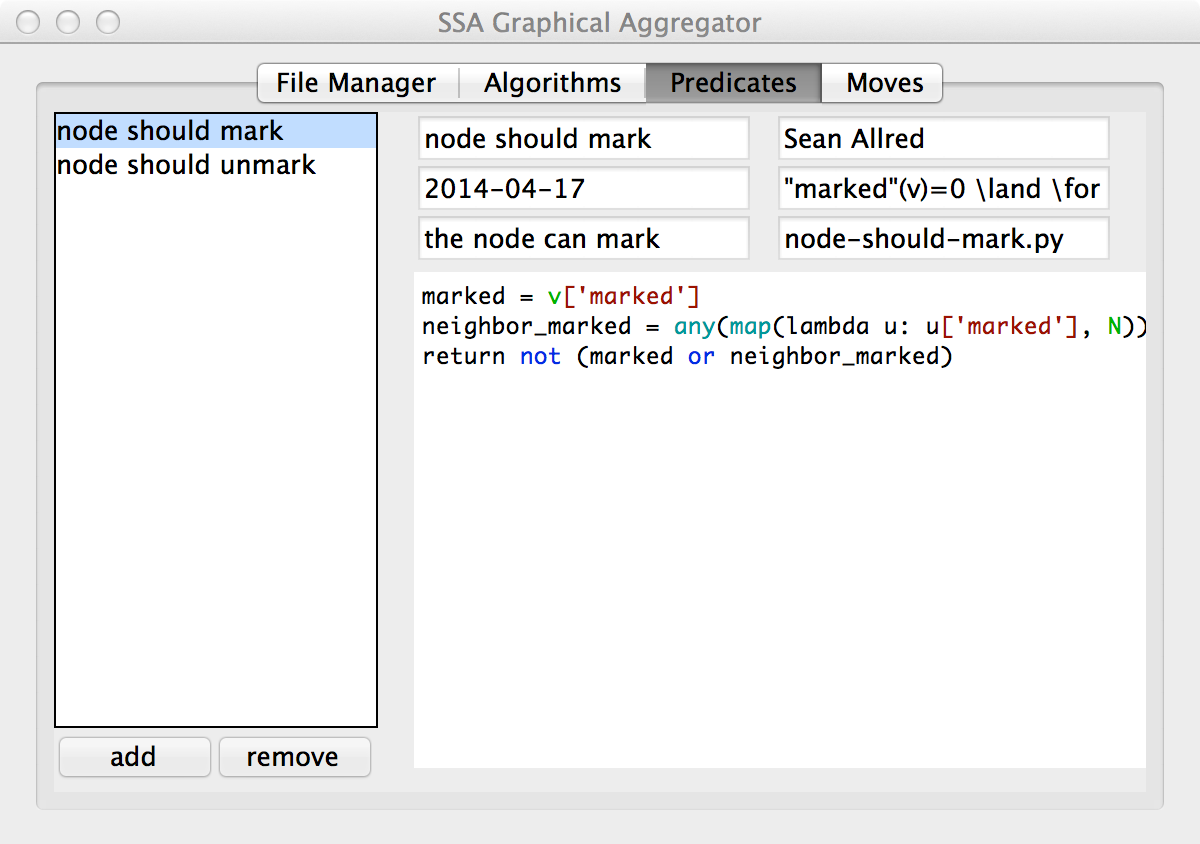 SSA Graphical Aggregator
File Manager Algorithms Predicates Moves
node should mark
node should unmark
node should mark Sean Allred
2014-04-17 "marked"(v)=0 \land \for
the node can mark node-should-mark.py
marked = v['marked']
neighbor_marked = any(map(lambda u: u['marked'], N))
return not (marked or neighbor_marked)
add remove